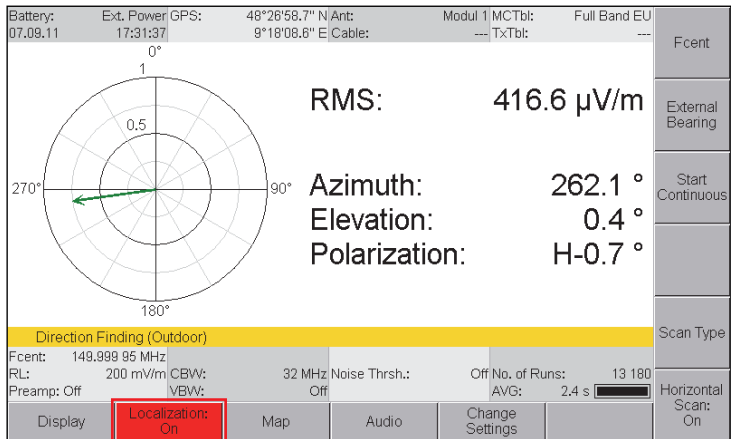 Battery: Ext. Power GPS: 48°26'58.7" N Ant: Modul 1 MCTbl: Full Band EU
07.09.11 17:31:37 9°18'08.6" E Cable: --- TxTbl: ---
Fcent
External
Bearing
Start
Continuous
Scan Type
Horizontal
Scan:
On
0°
1
0.5
270°
90°
180°
RMS: 416.6 µV/m
Azimuth: 262.1 °
Elevation: 0.4 °
Polarization: H-0.7 °
Direction Finding (Outdoor)
Fcent: 149.999 95 MHz
RL: 200 mV/m CBW: 32 MHz Noise Thrsh.: Off No. of Runs: 13 180
Preamp: Off VBW: Off AVG: 2.4 s
Display
Localization:
On
Map
Audio
Change
Settings